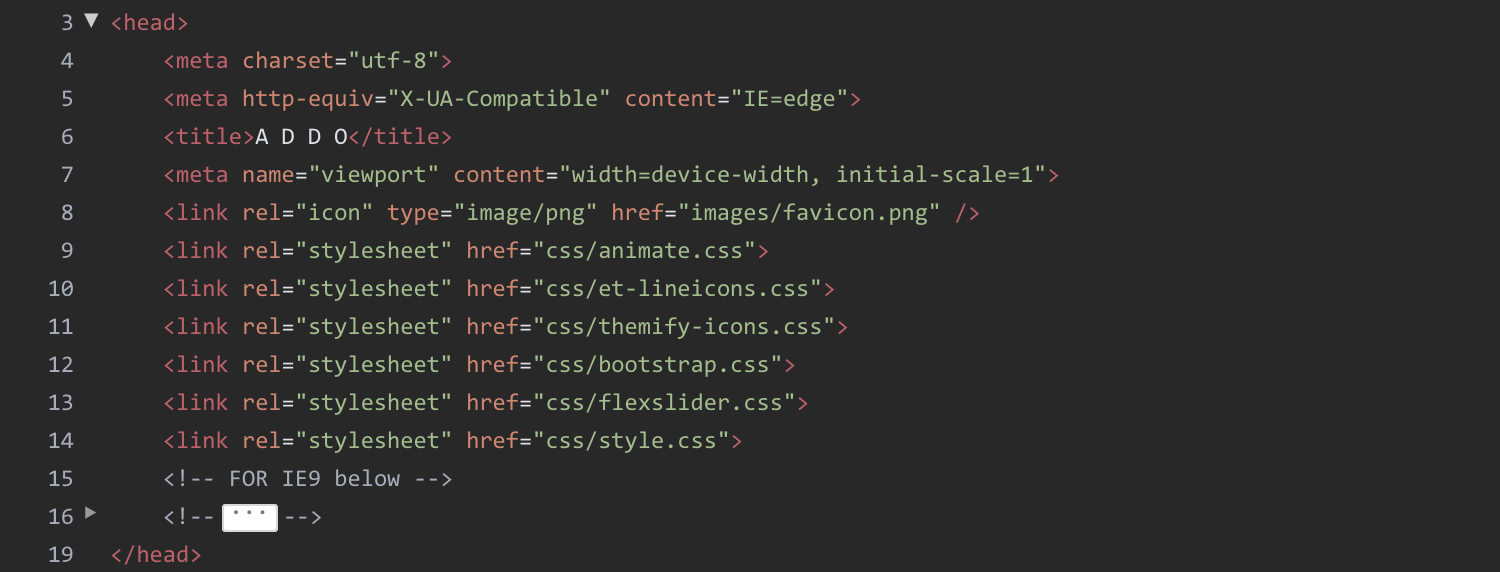 3 ▼ <head>
4 <meta charset="utf-8">
5 <meta http-equiv="X-UA-Compatible" content="IE=edge">
6 <title>A D D O</title>
7 <meta name="viewport" content="width=device-width, initial-scale=1">
8 <link rel="icon" type="image/png" href="images/favicon.png" />
9 <link rel="stylesheet" href="css/animate.css">
10 <link rel="stylesheet" href="css/et-lineicons.css">
11 <link rel="stylesheet" href="css/themify-icons.css">
12 <link rel="stylesheet" href="css/bootstrap.css">
13 <link rel="stylesheet" href="css/flexslider.css">
14 <link rel="stylesheet" href="css/style.css">
15 <!-- FOR IE9 below -->
16 ▶ <!-- ... -->
19 </head>